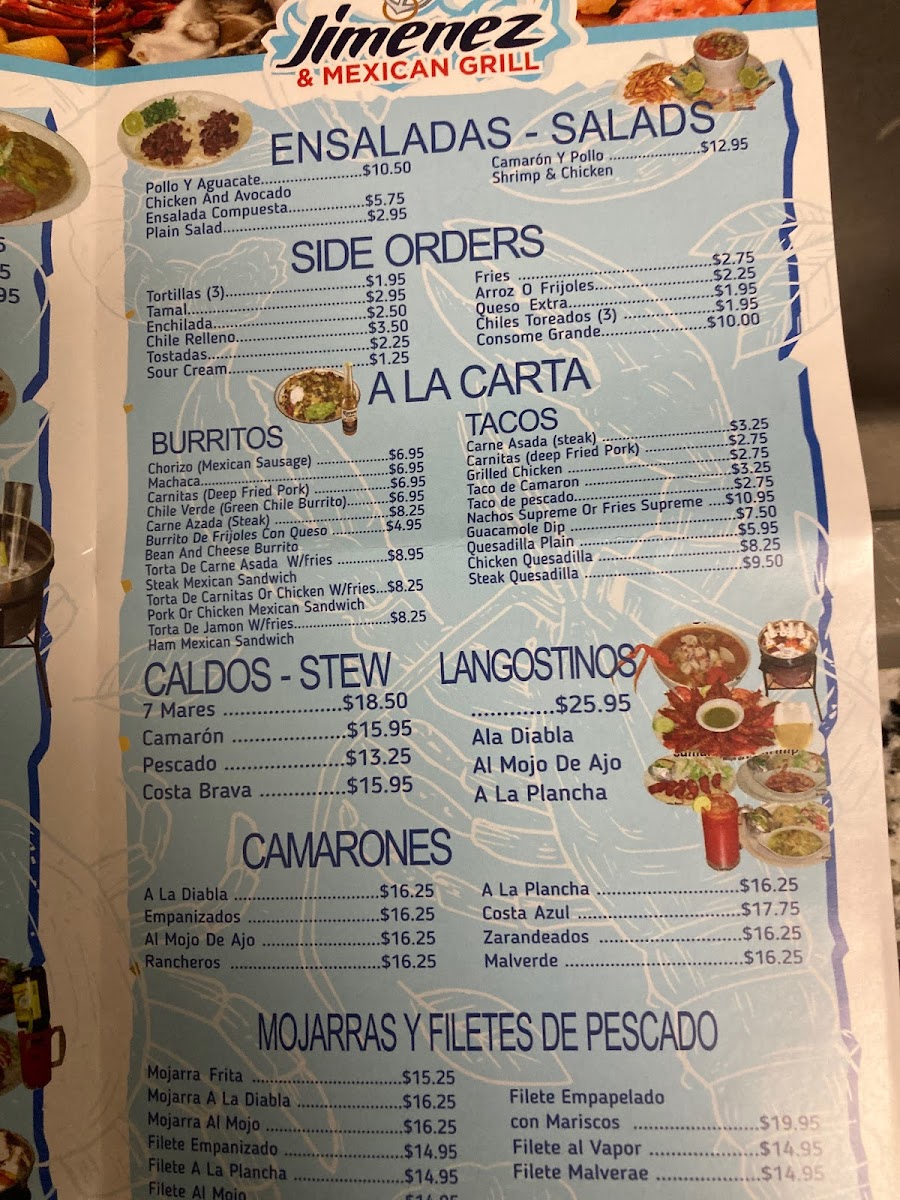 Jimenez
& MEXICAN GRILL
ENSALADAS - SALADS
Pollo Y Aguacate......................$10.50
Chicken And Avocado
Ensalada Compuesta................$5.75
Plain Salad..............................$2.95
Camarón Y Pollo ....................$12.95
Shrimp & Chicken
SIDE ORDERS
Tortillas (3)..............................$1.95
Tamal......................................$2.95
Enchilada.................................$2.50
Chile Relleno............................$3.50
Tostadas..................................$2.25
Sour Cream..............................$1.25
Fries ........................................$2.75
Arroz O Frijoles..........................$2.25
Queso Extra...............................$1.95
Chiles Toreados (3) ....................$1.95
Consome Grande.......................$10.00
A LA CARTA
BURRITOS
Chorizo (Mexican Sausage) ...............$6.95
Machaca........................................$6.95
Carnitas (Deep Fried Pork) ...............$6.95
Chile Verde (Green Chile Burrito).........$6.95
Carne Azada (Steak) ........................$8.25
Burrito De Frijoles Con Queso ............$4.95
Bean And Cheese Burrito
Torta De Carne Asada W/fries ............$8.95
Steak Mexican Sandwich
Torta De Carnitas Or Chicken W/fries...$8.25
Pork Or Chicken Mexican Sandwich
Torta De Jamon W/fries......................$8.25
Ham Mexican Sandwich
TACOS
Carne Asada (steak) ..........................$3.25
Carnitas (deep Fried Pork) .................$2.75
Grilled Chicken .................................$2.75
Taco de Camaron ..............................$3.25
Taco de pescado................................$2.75
Nachos Supreme Or Fries Supreme ....$10.95
Guacamole Dip .................................$7.50
Quesadilla Plain ................................$5.95
Chicken Quesadilla ............................$8.25
Steak Quesadilla ...............................$9.50
CALDOS - STEW
7 Mares ......................$18.50
Camarón .....................$15.95
Pescado ......................$13.25
Costa Brava ................$15.95
LANGOSTINOS
............$25.95
Ala Diabla
Al Mojo De Ajo
A La Plancha
CAMARONES
A La Diabla ............................$16.25
Empanizados .........................$16.25
Al Mojo De Ajo ......................$16.25
Rancheros .............................$16.25
A La Plancha ..........................$16.25
Costa Azul .............................$17.75
Zarandeados ..........................$16.25
Malverde ...............................$16.25
MOJARRAS Y FILETES DE PESCADO
Mojarra Frita ..........................$15.25
Mojarra A La Diabla .................$16.25
Mojarra Al Mojo ......................$16.25
Filete Empanizado ...................$14.95
Filete A La Plancha ..................$14.95
Filete Al Mojo
Filete Empapelado
con Mariscos .....................$19.95
Filete al Vapor ....................$14.95
Filete Malverae ...................$14.95